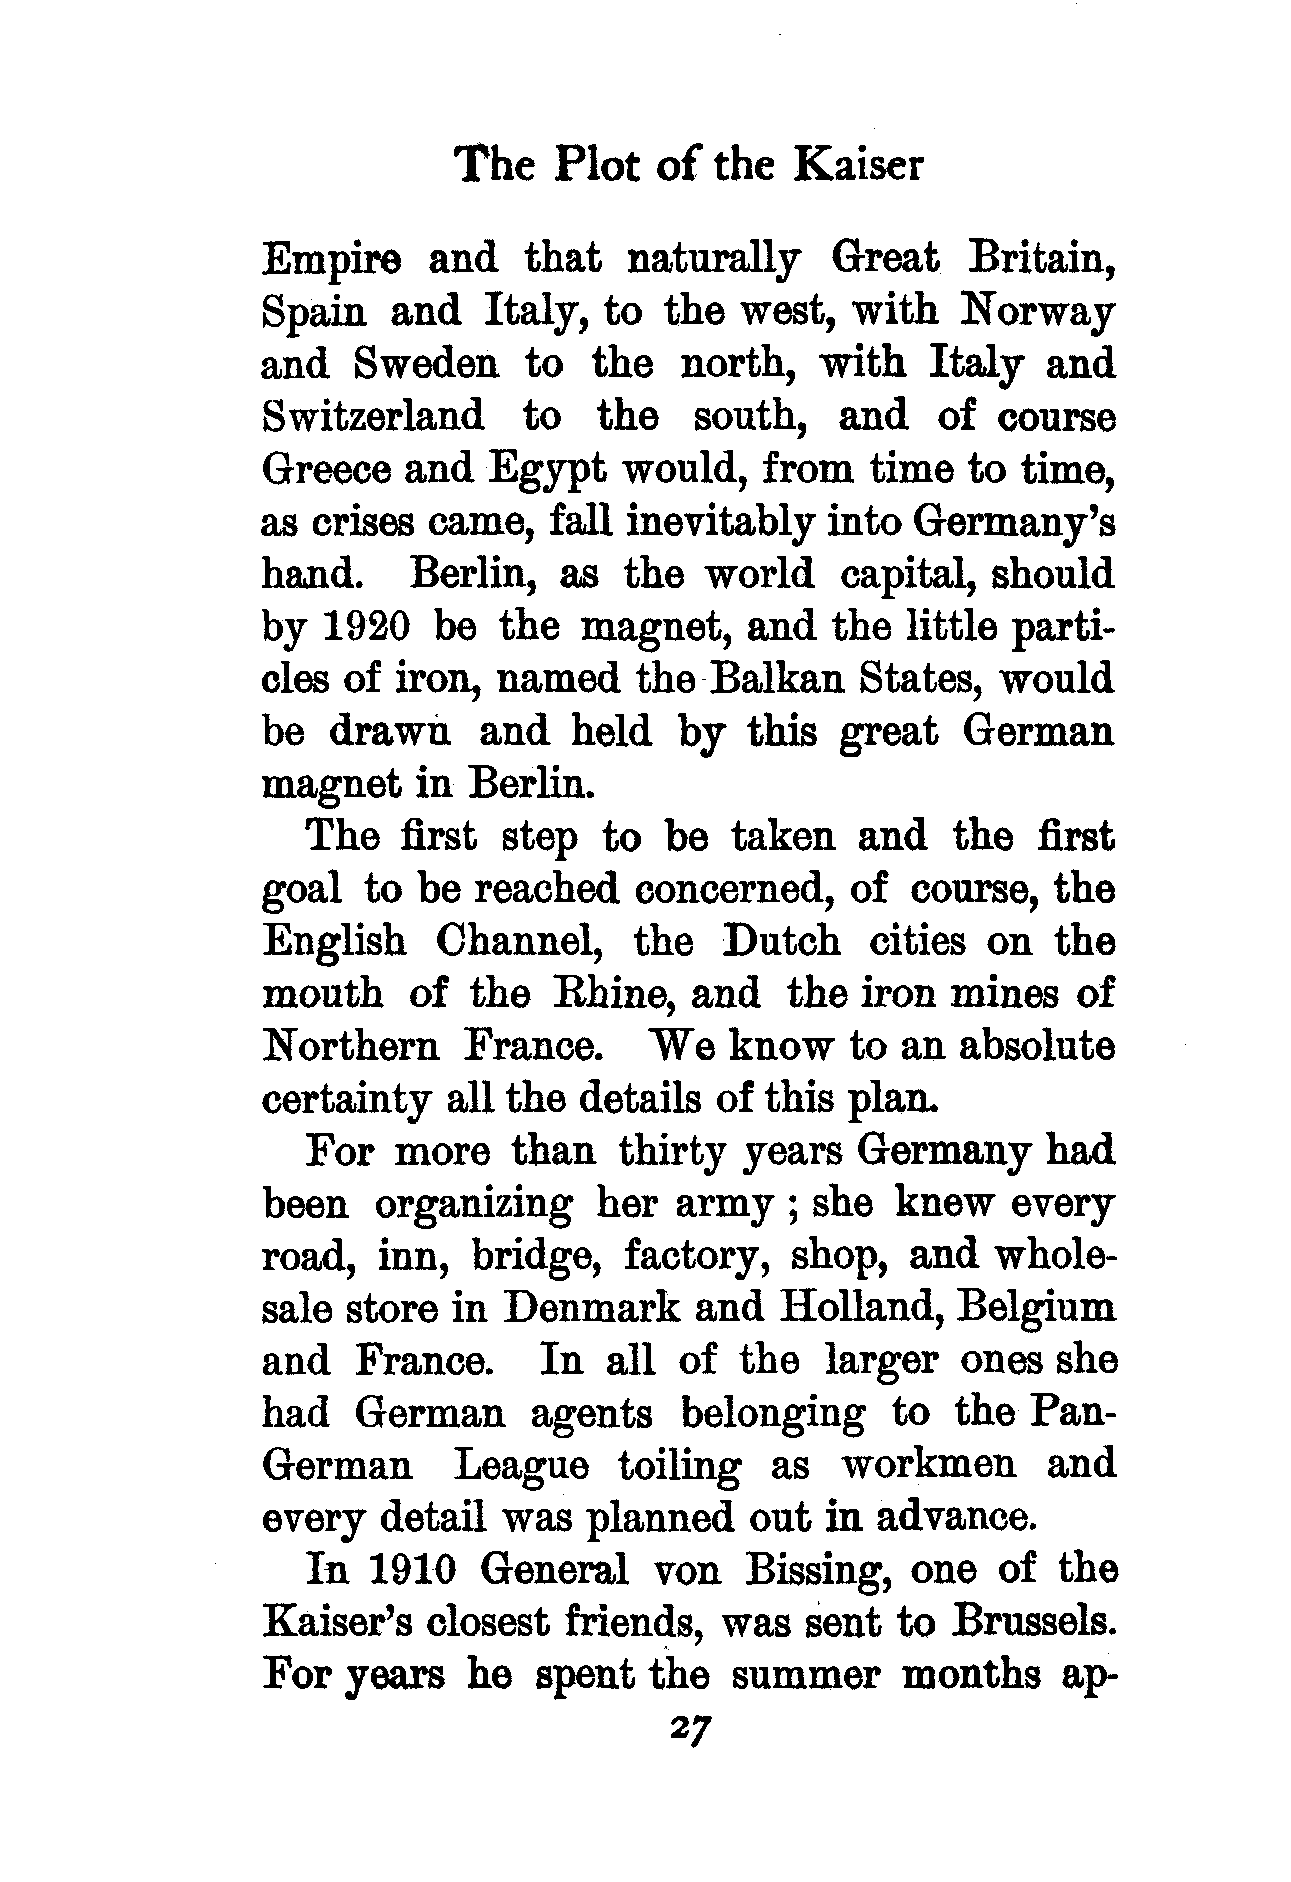 The Plot of the Kaiser
Empire and that naturally Great Britain,
Spain and Italy, to the west, with Norway
and Sweden to the north, with Italy and
Switzerland to the south, and of course
Greece and Egypt would, from time to time,
as crises came, fall inevitably into Germany's
hand. Berlin, as the world capital, should
by 1920 be the magnet, and the little parti-
cles of iron, named the Balkan States, would
be drawn and held by this great German
magnet in Berlin.
The first step to be taken and the first
goal to be reached concerned, of course, the
English Channel, the Dutch cities on the
mouth of the Rhine, and the iron mines of
Northern France. We know to an absolute
certainty all the details of this plan.
For more than thirty years Germany had
been organizing her army ; she knew every
road, inn, bridge, factory, shop, and whole-
sale store in Denmark and Holland, Belgium
and France. In all of the larger ones she
had German agents belonging to the Pan-
German League toiling as workmen and
every detail was planned out in advance.
In 1910 General von Bissing, one of the
Kaiser's closest friends, was sent to Brussels.
For years he spent the summer months ap-
27